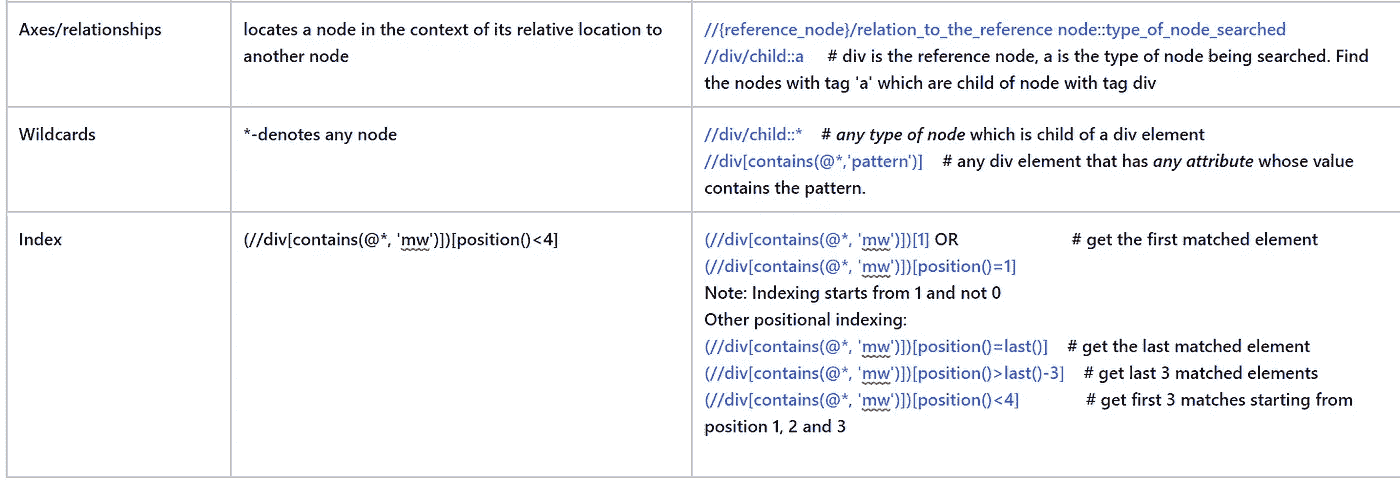 Axes/relationships
locates a node in the context of its relative location to
another node
//{reference_node}/relation_to_the_reference node::type_of_node_searched
//div/child::a # div is the reference node, a is the type of node being searched. Find
the nodes with tag 'a' which are child of node with tag div
Wildcards
*-denotes any node
//div/child::* # any type of node which is child of a div element
//div[contains(@*,'pattern')] # any div element that has any attribute whose value
contains the pattern.
Index
(//div[contains(@*, 'mw')])[position()<4]
(//div[contains(@*, 'mw')])[1] OR # get the first matched element
(//div[contains(@*, 'mw')])[position()=1]
Note: Indexing starts from 1 and not 0
Other positional indexing:
(//div[contains(@*, 'mw')])[position()=last()] # get the last matched element
(//div[contains(@*, 'mw')])[position()>last()-3] # get last 3 matched elements
(//div[contains(@*, 'mw')])[position()<4] # get first 3 matches starting from
position 1, 2 and 3